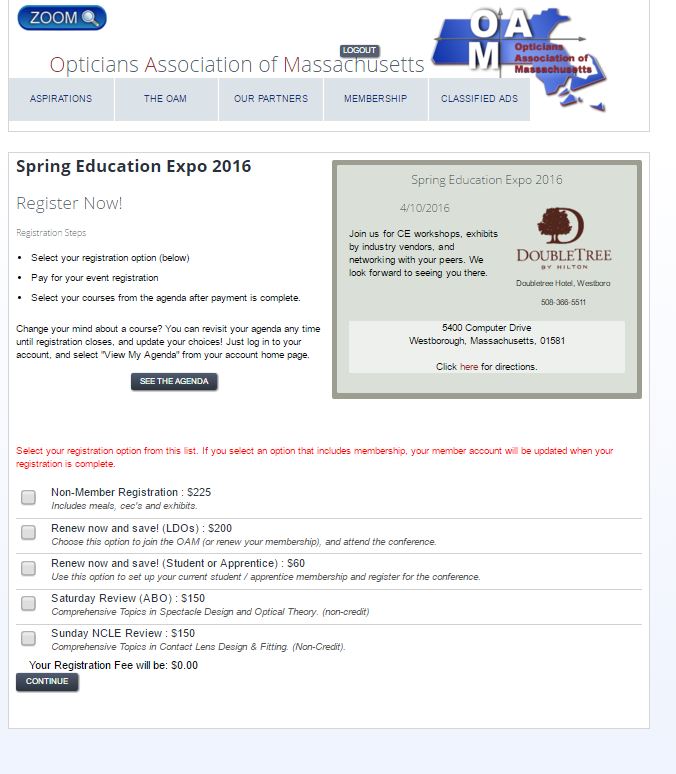 ZOOM
OAM
Opticians
Association of
Massachusetts
LOGOUT
Opticians Association of Massachusetts
ASPIRATIONS
THE OAM
OUR PARTNERS
MEMBERSHIP
CLASSIFIED ADS
Spring Education Expo 2016
Register Now!
Registration Steps
• Select your registration option (below)
• Pay for your event registration
• Select your courses from the agenda after payment is complete.
Change your mind about a course? You can revisit your agenda any time
until registration closes, and update your choices! Just log in to your
account, and select "View My Agenda" from your account home page.
SEE THE AGENDA
Spring Education Expo 2016
4/10/2016
Join us for CE workshops, exhibits
by industry vendors, and
networking with your peers. We
look forward to seeing you there.
DOUBLETREE
BY HILTON
Doubletree Hotel, Westboro
508-366-5511
5400 Computer Drive
Westborough, Massachusetts, 01581
Click here for directions.
Select your registration option from this list. If you select an option that includes membership, your member account will be updated when your
registration is complete.
Non-Member Registration : $225
Includes meals, cec's and exhibits.
Renew now and save! (LDOs) : $200
Choose this option to join the OAM (or renew your membership), and attend the conference.
Renew now and save! (Student or Apprentice) : $60
Use this option to set up your current student / apprentice membership and register for the conference.
Saturday Review (ABO) : $150
Comprehensive Topics in Spectacle Design and Optical Theory. (non-credit)
Sunday NCLE Review : $150
Comprehensive Topics in Contact Lens Design & Fitting. (Non-Credit).
Your Registration Fee will be: $0.00
CONTINUE